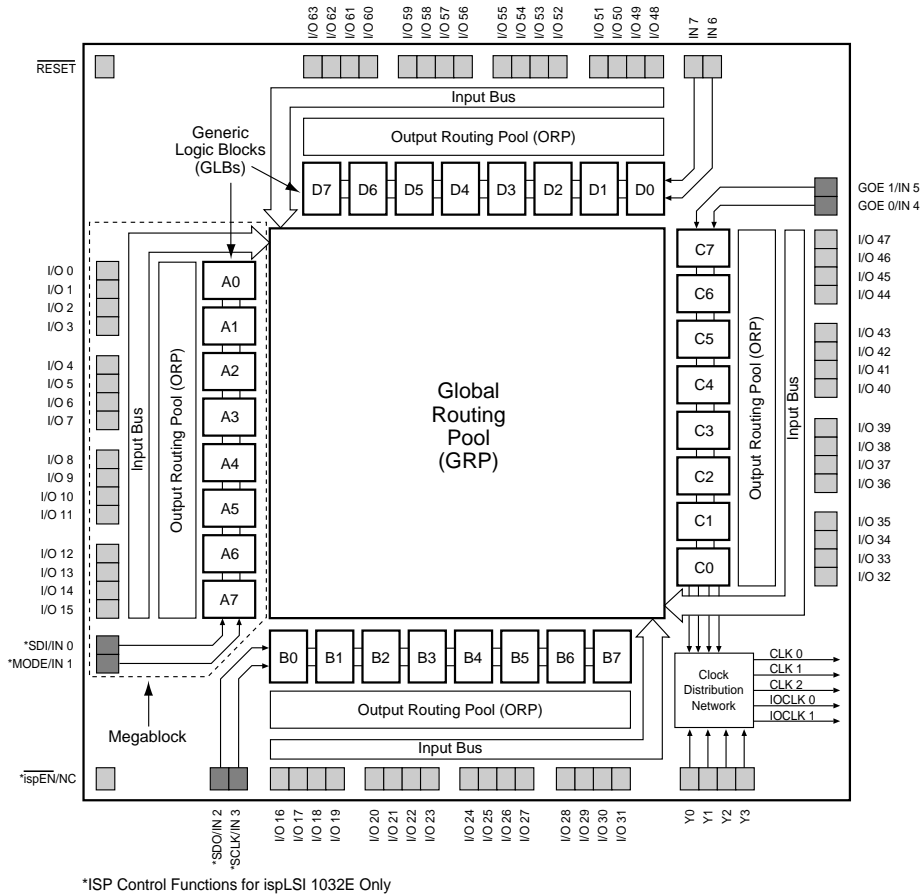 I/O 63
I/O 62
I/O 61
I/O 60
I/O 59
I/O 58
I/O 57
I/O 56
I/O 55
I/O 54
I/O 53
I/O 52
I/O 51
I/O 50
I/O 49
I/O 48
IN 7
IN 6
RESET
Input Bus
Output Routing Pool (ORP)
Generic
Logic Blocks
(GLBs)
D7
D6
D5
D4
D3
D2
D1
D0
GOE 1/IN 5
GOE 0/IN 4
I/O 0
I/O 1
I/O 2
I/O 3
I/O 4
I/O 5
I/O 6
I/O 7
I/O 8
I/O 9
I/O 10
I/O 11
I/O 12
I/O 13
I/O 14
I/O 15
*SDI/IN 0
*MODE/IN 1
Input Bus
Output Routing Pool (ORP)
A0
A1
A2
A3
A4
A5
A6
A7
Global
Routing
Pool
(GRP)
C7
C6
C5
C4
C3
C2
C1
C0
Output Routing Pool (ORP)
Input Bus
I/O 47
I/O 46
I/O 45
I/O 44
I/O 43
I/O 42
I/O 41
I/O 40
I/O 39
I/O 38
I/O 37
I/O 36
I/O 35
I/O 34
I/O 33
I/O 32
B0
B1
B2
B3
B4
B5
B6
B7
Output Routing Pool (ORP)
Input Bus
Clock
Distribution
Network
CLK 0
CLK 1
CLK 2
IOCLK 0
IOCLK 1
Megablock
*ispEN/NC
*SDO/IN 2
*SCLK/IN 3
I/O 16
I/O 17
I/O 18
I/O 19
I/O 20
I/O 21
I/O 22
I/O 23
I/O 24
I/O 25
I/O 26
I/O 27
I/O 28
I/O 29
I/O 30
I/O 31
Y0
Y1
Y2
Y3
*ISP Control Functions for ispLSI 1032E Only